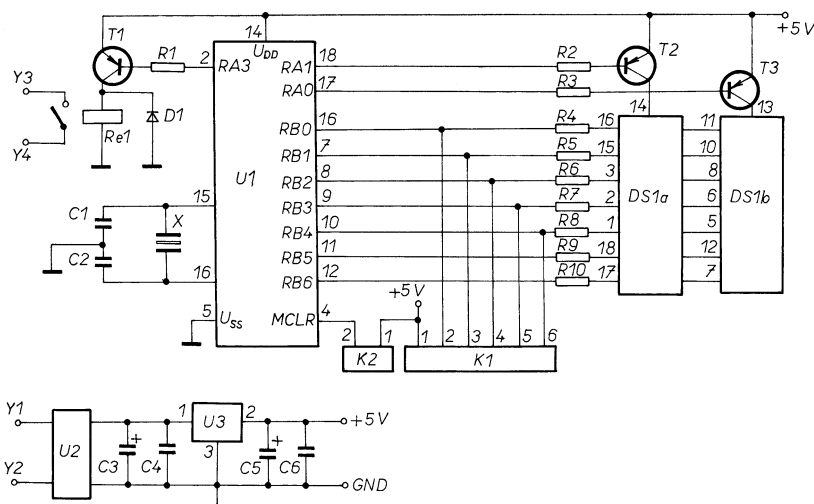 T1
14
+5V
R1
2
U_DD
RA3
RA1
18
R2
T2
Y3
RA0
17
R3
T3
D1
Re1
Y4
14
13
RB0
16
R4
16
11
RB1
7
R5
15
10
U1
RB2
8
R6
3
DS1a
8
DS1b
RB3
9
R7
2
6
15
C1
X
RB4
10
R8
1
5
C2
RB5
11
R9
18
12
16
RB6
12
R10
17
7
5
U_SS
MCLR
4
+5V
2
1
K2
1
2
3
4
5
6
K1
Y1
U2
1
U3
2
+5V
+
+
3
C3
C4
C5
C6
Y2
GND